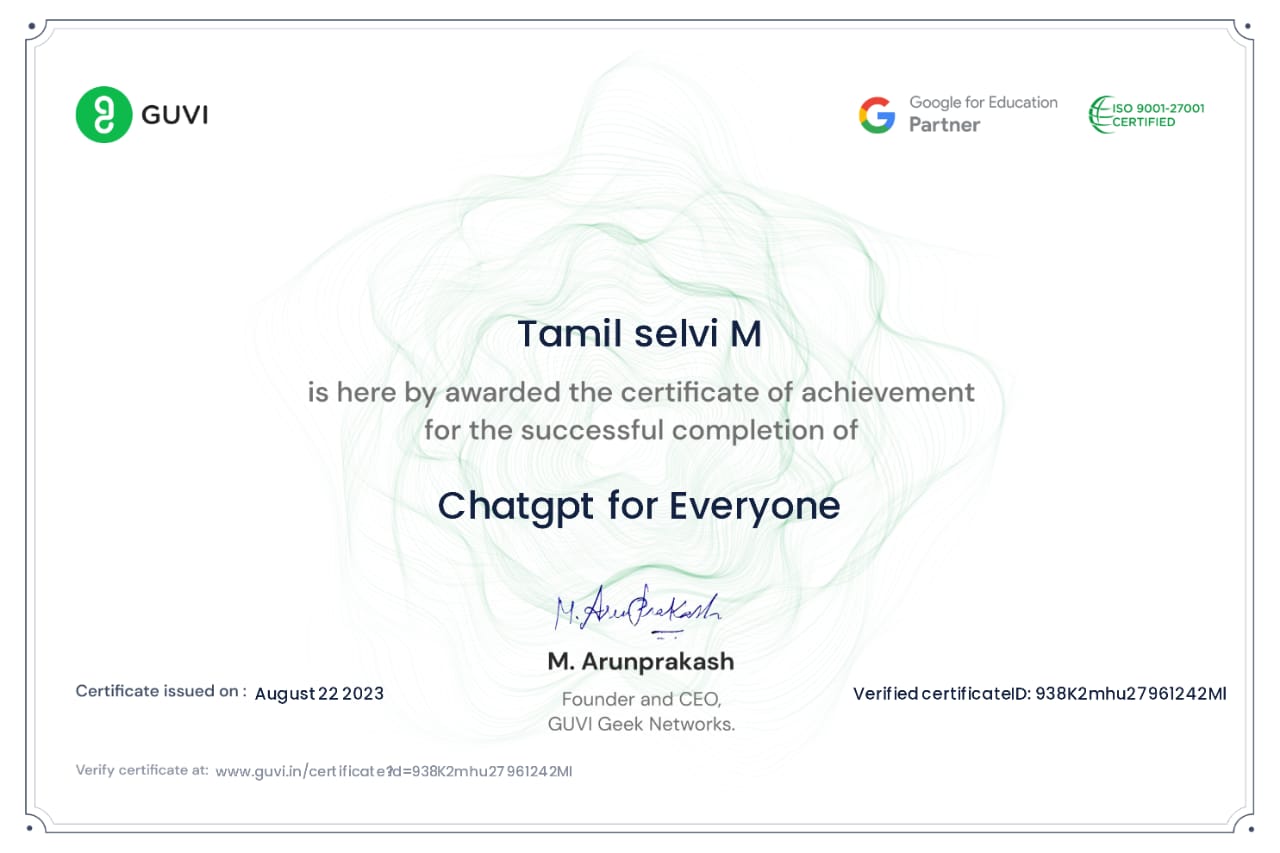 GUVI
Google for Education
Partner
ISO 9001-27001
CERTIFIED
Tamil selvi M
is here by awarded the certificate of achievement
for the successful completion of
Chatgpt for Everyone
M. Arunprakash
M. Arunprakash
Founder and CEO,
GUVI Geek Networks.
Certificate issued on : August 22 2023
Verified certificateID: 938K2mhu27961242Ml
Verify certificate at: www.guvi.in/certificate?id=938K2mhu27961242Ml